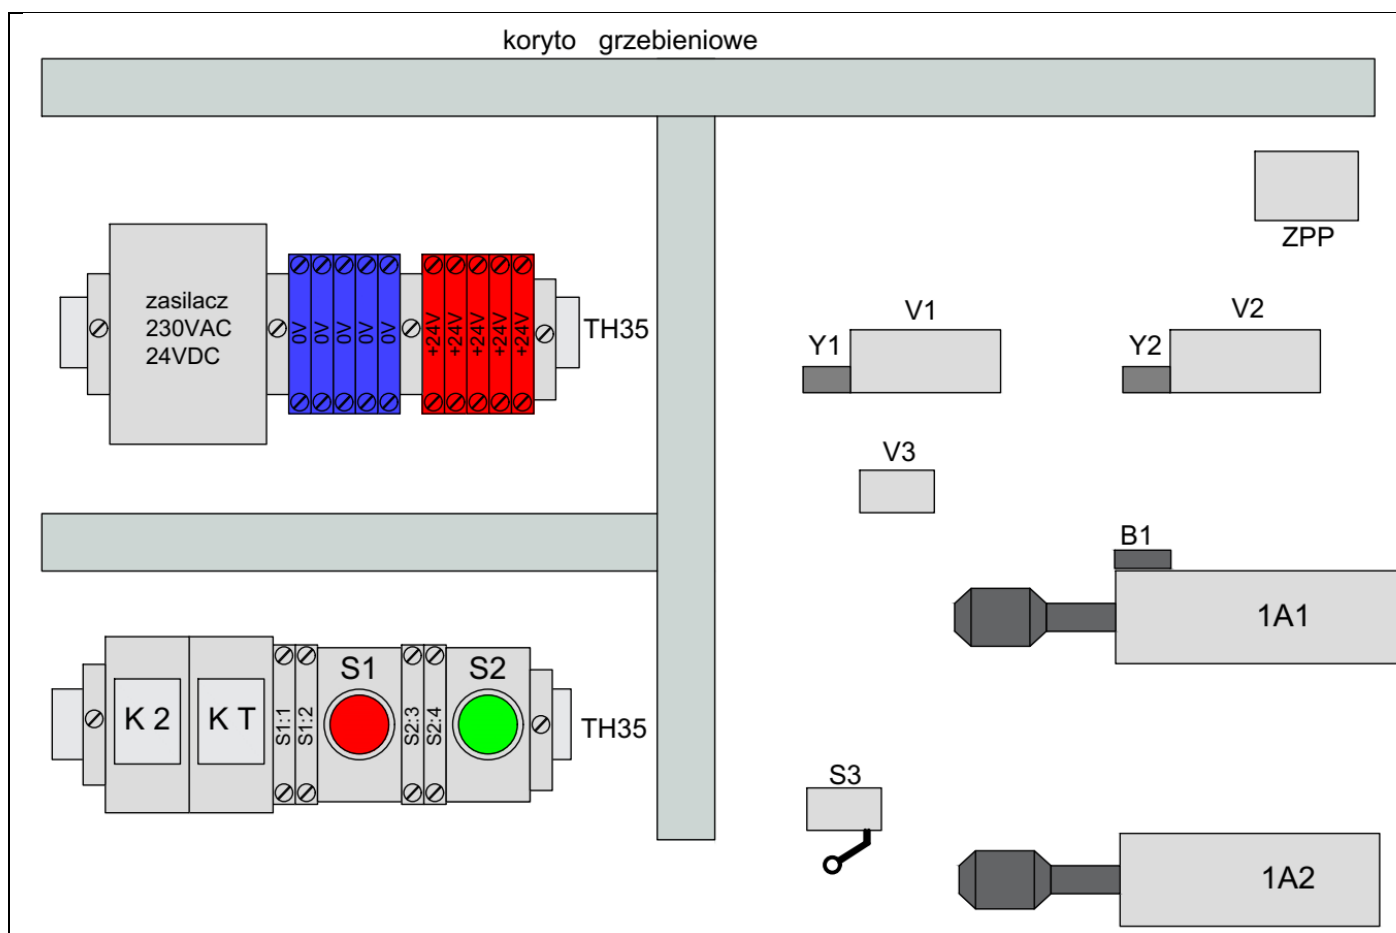 koryto grzebieniowe
ZPP
zasilacz
230VAC
24VDC
0V
0V
0V
0V
0V
+24V
+24V
+24V
+24V
+24V
TH35
V1
Y1
V2
Y2
V3
B1
1A1
K 2
K T
S1:1
S1:2
S1
S2:3
S2:4
S2
TH35
S3
1A2